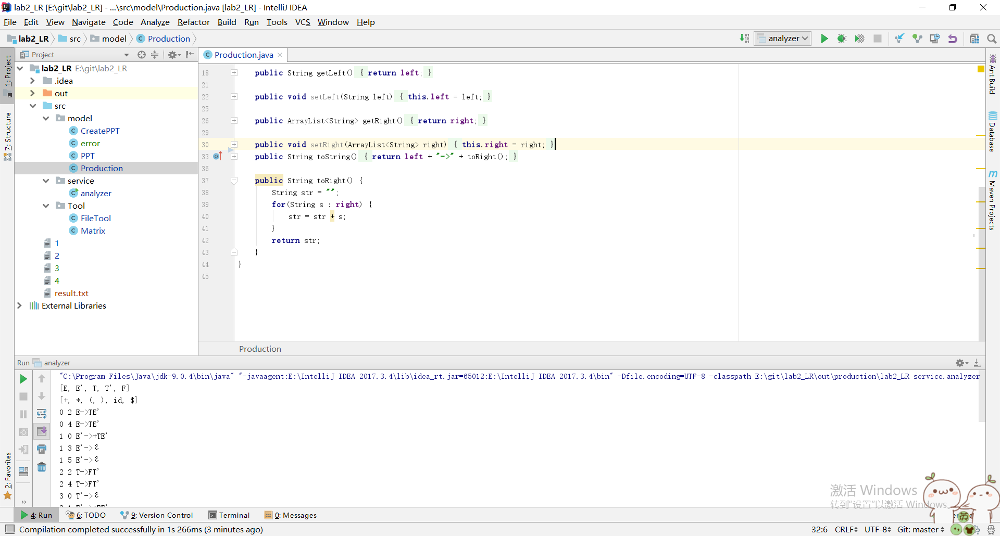 lab2_LR [E:\git\lab2_LR] - ...\src\model\Production.java [lab2_LR] - IntelliJ IDEA
File Edit View Navigate Code Analyze Refactor Build Run Tools VCS Window Help
lab2_LR src model Production
analyzer
Project
Production.java
1: Project
7: Structure
2: Favorites
lab2_LR E:\git\lab2_LR
.idea
out
src
model
CreatePPT
error
PPT
Production
service
analyzer
Tool
FileTool
Matrix
1
2
3
4
result.txt
External Libraries
18 public String getLeft() { return left; }
21
22 public void setLeft(String left) { this.left = left; }
25
26 public ArrayList<String> getRight() { return right; }
29
30 public void setRight(ArrayList<String> right) { this.right = right; }
33 public String toString() { return left + "->" + toRight(); }
36
37 public String toRight() {
38 String str = "";
39 for(String s : right) {
40 str = str + s;
41 }
42 return str;
43 }
44 }
45
Production
Ant Build
Database
Maven Projects
Run analyzer
"C:\Program Files\Java\jdk-9.0.4\bin\java" "-javaagent:E:\IntelliJ IDEA 2017.3.4\lib\idea_rt.jar=65012:E:\IntelliJ IDEA 2017.3.4\bin" -Dfile.encoding=UTF-8 -classpath E:\git\lab2_LR\out\production\lab2_LR service.analyzer
[E, E', T, T', F]
[+, *, (, ), id, $]
0 2 E->TE'
0 4 E->TE'
1 0 E'->+TE'
1 3 E'->ε
1 5 E'->ε
2 2 T->FT'
2 4 T->FT'
3 0 T'->ε
激活 Windows
转到“设置”以激活 Windows。
4: Run 6: TODO 9: Version Control Terminal 0: Messages
Compilation completed successfully in 1s 266ms (3 minutes ago)
32:6 CRLF UTF-8 Git: master